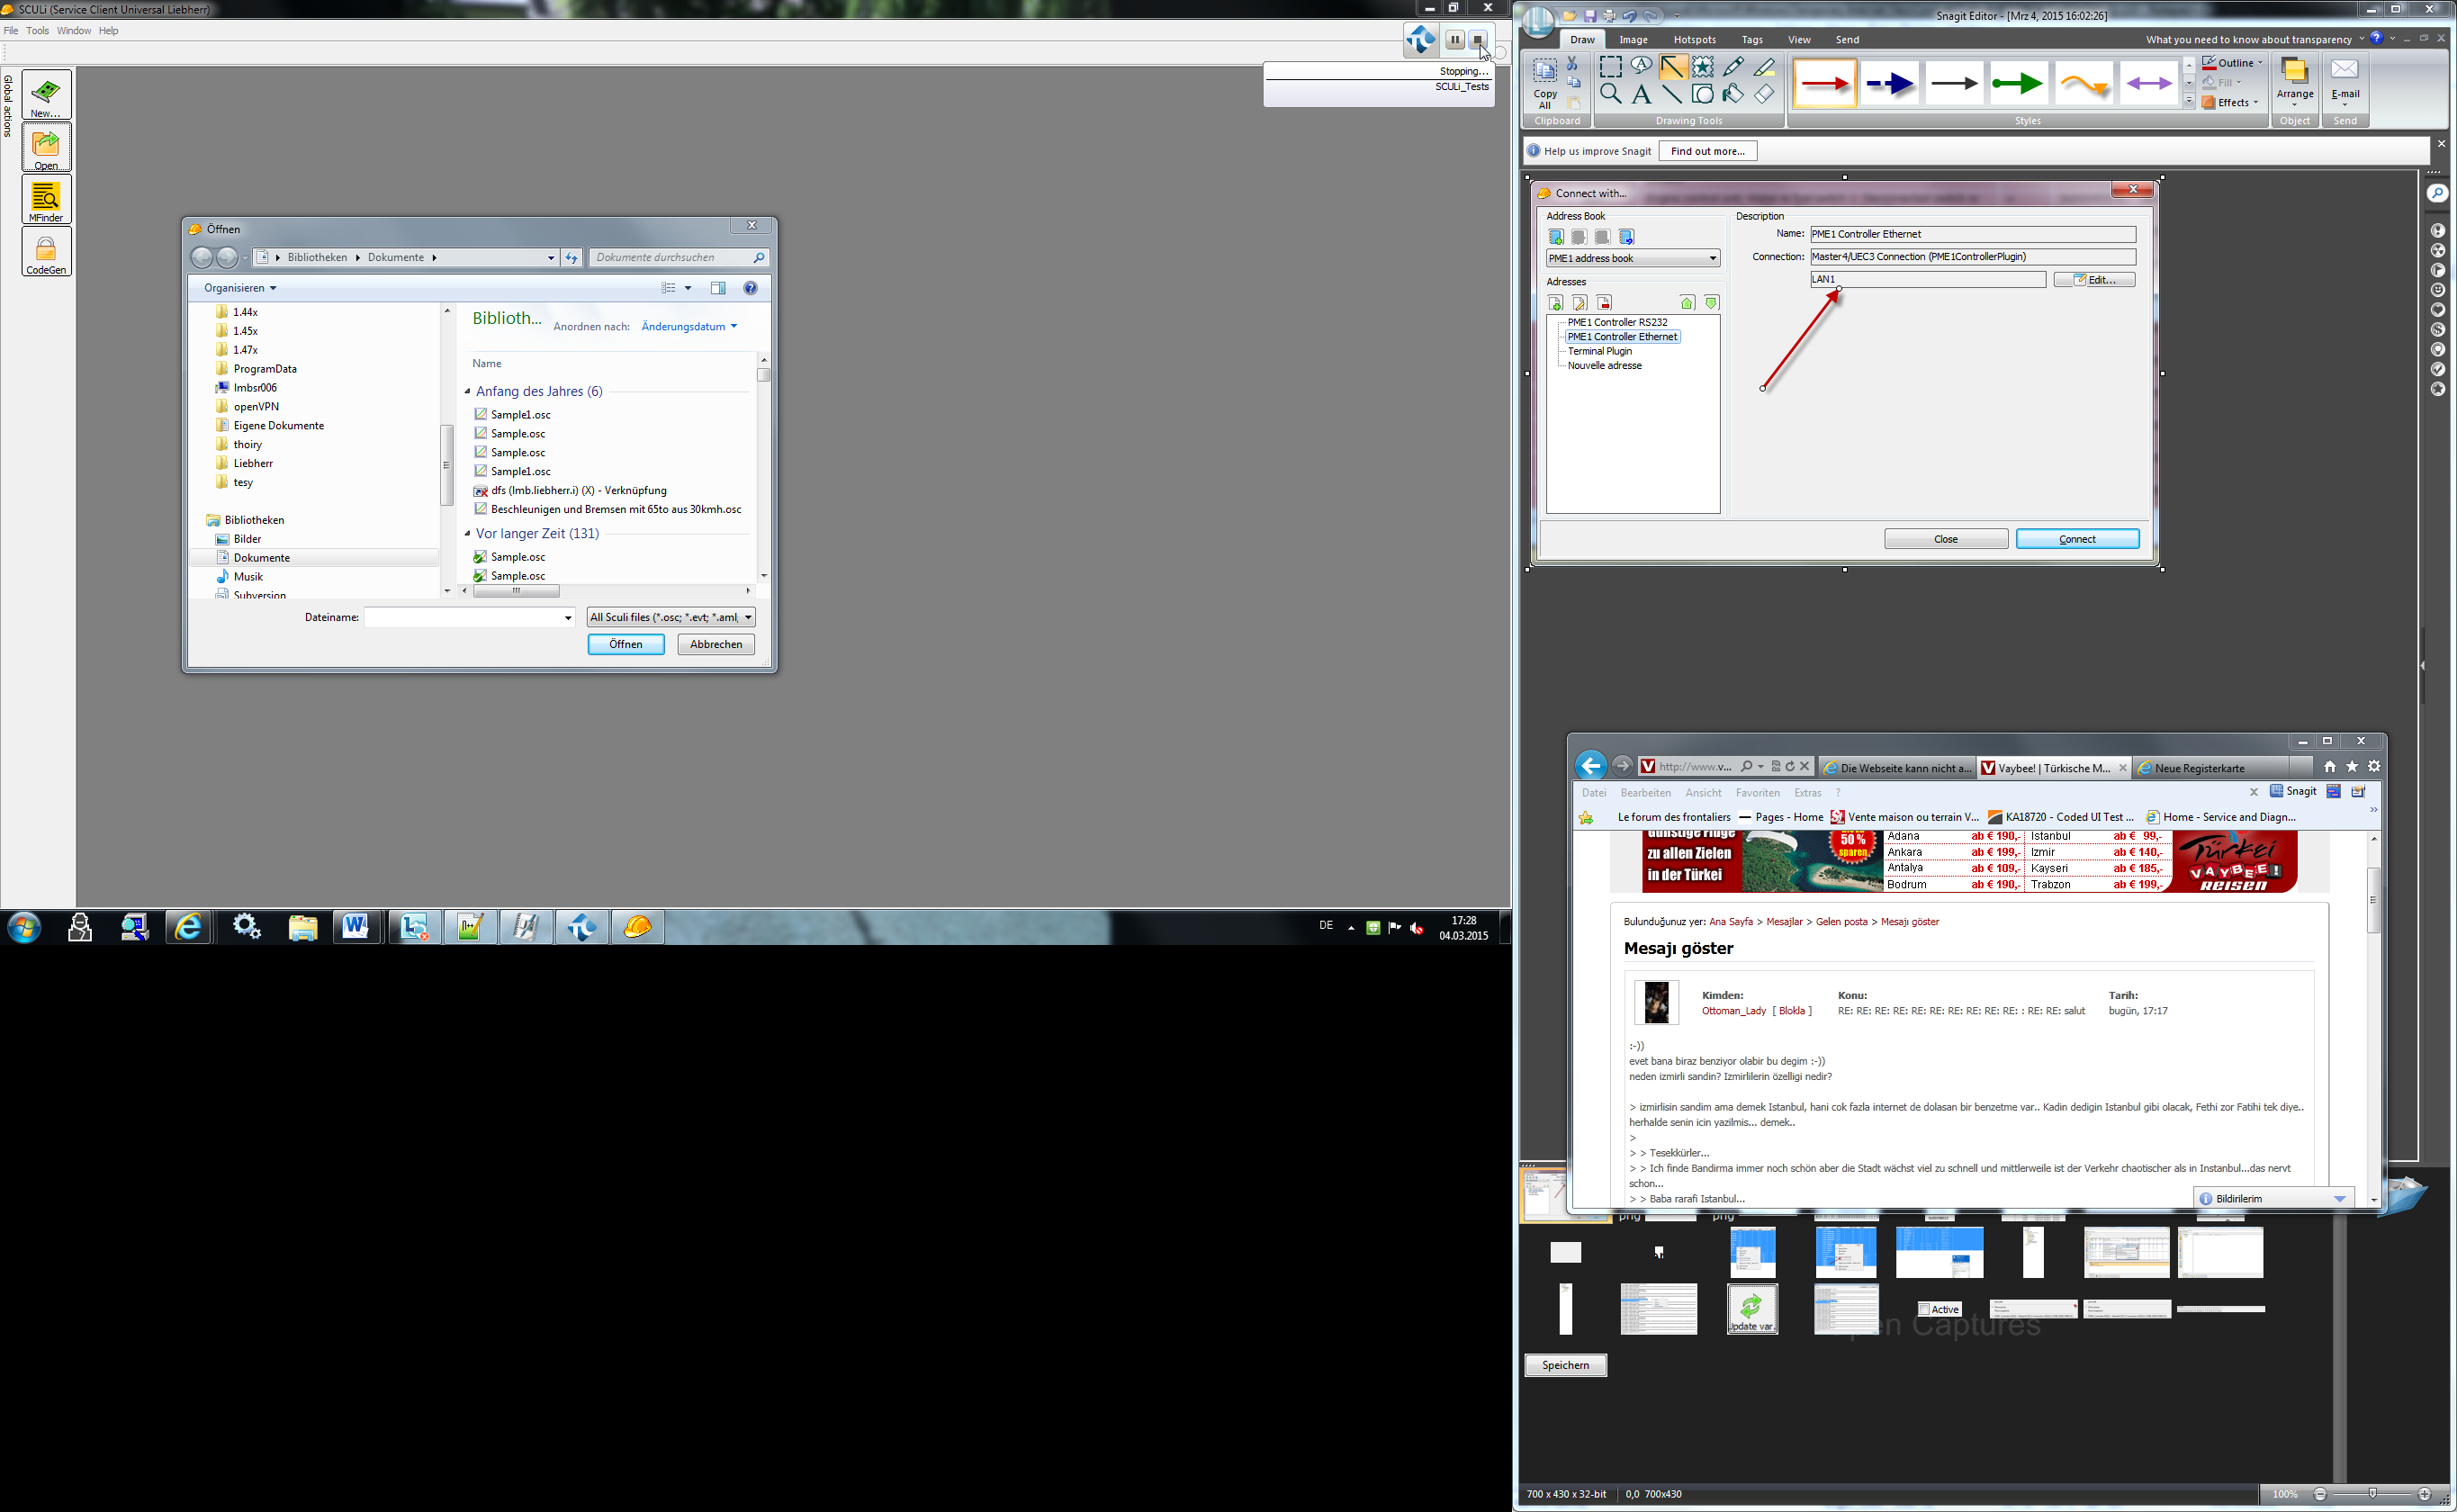 SCULi (Service Client Universal Liebherr)
File Tools Window Help
Stopping...
SCULi_Tests
Global actions
New...
Open
MFinder
CodeGen
Öffnen
Bibliotheken Dokumente
Dokumente durchsuchen
Organisieren
1.44x
1.45x
1.47x
ProgramData
lmbsr006
openVPN
Eigene Dokumente
thoiry
Liebherr
tesy
Bibliotheken
Bilder
Dokumente
Musik
Subversion
Biblioth...
Anordnen nach: Änderungsdatum
Name
Anfang des Jahres (6)
Sample1.osc
Sample.osc
Sample.osc
Sample1.osc
dfs (lmb.liebherr.i) (X) - Verknüpfung
Beschleunigen und Bremsen mit 65to aus 30kmh.osc
Vor langer Zeit (131)
Sample.osc
Sample.osc
Dateiname:
All Sculi files (*.osc; *.evt; *.aml,
Öffnen
Abbrechen
DE
17:28
04.03.2015
Snagit Editor - [Mrz 4, 2015 16:02:26]
Draw Image Hotspots Tags View Send
What you need to know about transparency
Copy All
Clipboard
Drawing Tools
Styles
Outline
Fill
Effects
Arrange
Object
E-mail
Send
Help us improve Snagit
Find out more...
Connect with...
Address Book
PME1 address book
Adresses
PME1 Controller RS232
PME1 Controller Ethernet
Terminal Plugin
Nouvelle adresse
Description
Name: PME1 Controller Ethernet
Connection: Master4/UEC3 Connection (PME1ControllerPlugin)
LAN1
Edit...
Close
Connect
http://www.v...
Die Webseite kann nicht a...
Vaybee! | Türkische M...
Neue Registerkarte
Datei Bearbeiten Ansicht Favoriten Extras ?
Snagit
Le forum des frontaliers
Pages - Home
Vente maison ou terrain V...
KA18720 - Coded UI Test ...
Home - Service and Diagn...
Günstige Flüge
zu allen Zielen
in der Türkei
50 %
sparen
Adana ab € 190,- Istanbul ab € 99,-
Ankara ab € 199,- Izmir ab € 140,-
Antalya ab € 109,- Kayseri ab € 185,-
Bodrum ab € 190,- Trabzon ab € 199,-
Türkei
VAYBEE!
REISEN
Bulunduğunuz yer: Ana Sayfa > Mesajlar > Gelen posta > Mesajı göster
Mesajı göster
Kimden:
Ottoman_Lady [ Blokla ]
Konu:
RE: RE: RE: RE: RE: RE: RE: RE: RE: RE: : RE: RE: salut
Tarih:
bugün, 17:17
:-))
evet bana biraz benziyor olabir bu degim :-))
neden izmirli sandin? Izmirlilerin özelligi nedir?
> izmirlisin sandim ama demek Istanbul, hani cok fazla internet de dolasan bir benzetme var.. Kadin dedigin Istanbul gibi olacak, Fethi zor Fatihi tek diye..
herhalde senin icin yazilmis... demek..
>
> > Tesekkürler...
> > Ich finde Bandirma immer noch schön aber die Stadt wächst viel zu schnell und mittlerweile ist der Verkehr chaotischer als in Instanbul...das nervt
schon...
> > Baba rarafi Istanbul...
Bildirilerim
png
png
Update var.
Active
en Captures
Speichern
700 x 430 x 32-bit
0,0 700x430
100%